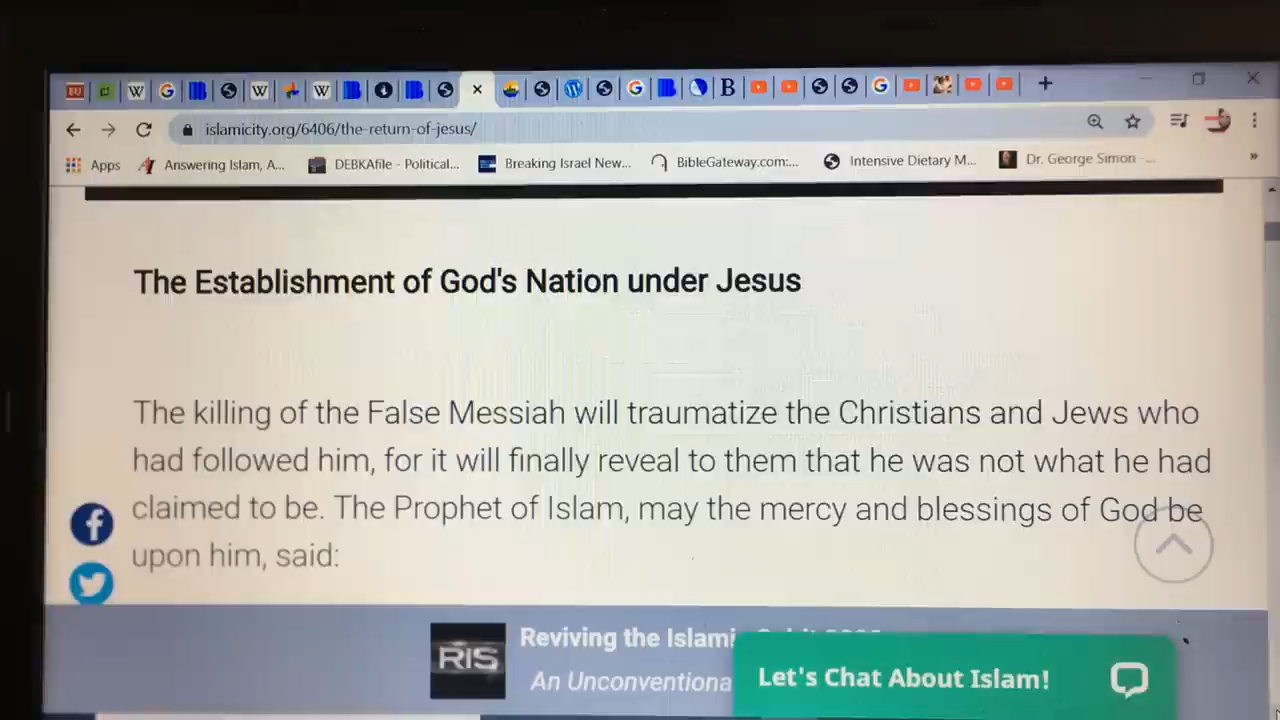 islamicity.org/6406/the-return-of-jesus/
Apps Answering Islam, A... DEBKAfile - Political... Breaking Israel New... BibleGateway.com:... Intensive Dietary M... Dr. George Simon -...
The Establishment of God's Nation under Jesus
The killing of the False Messiah will traumatize the Christians and Jews who
had followed him, for it will finally reveal to them that he was not what he had
claimed to be. The Prophet of Islam, may the mercy and blessings of God be
upon him, said:
RIS
Reviving the Islami
An Unconventiona
Let's Chat About Islam!